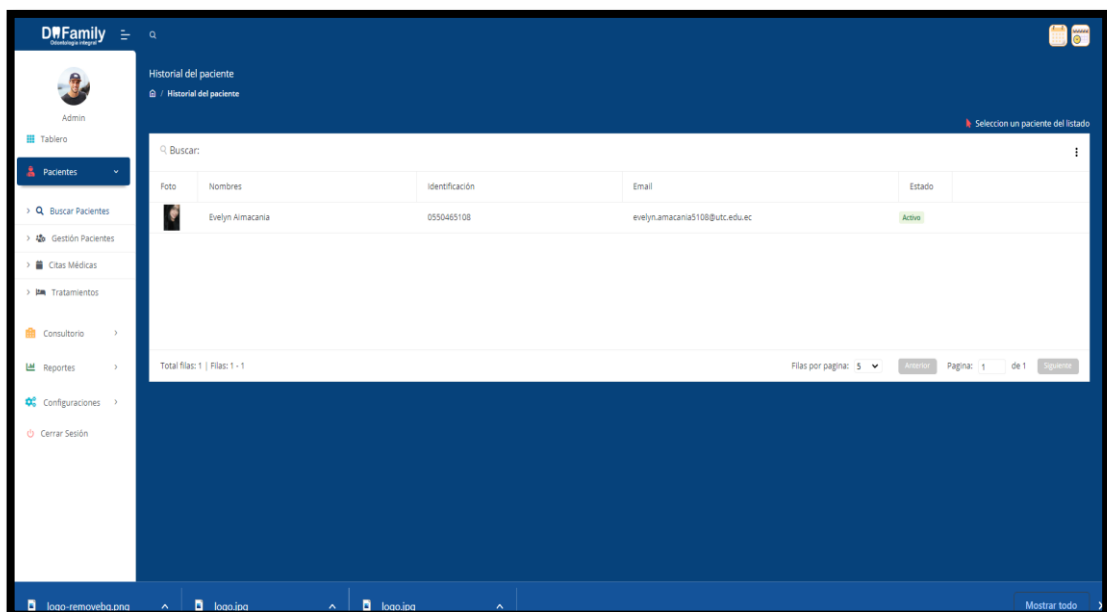 DFamily
Odontología integral
Historial del paciente
/ Historial del paciente
Admin
Seleccion un paciente del listado
Tablero
Buscar:
Pacientes
Foto Nombres Identificación Email Estado
Buscar Pacientes
Evelyn Aimacania 0550465108 evelyn.amacania5108@utc.edu.ec Activo
Gestión Pacientes
Citas Médicas
Tratamientos
Consultorio
Reportes
Total filas: 1 | Filas: 1 - 1 Filas por pagina: 5 Anterior Pagina: 1 de 1 Siguiente
Configuraciones
Cerrar Sesión
logo-removebg.png logo.jpg logo.jpg Mostrar todo